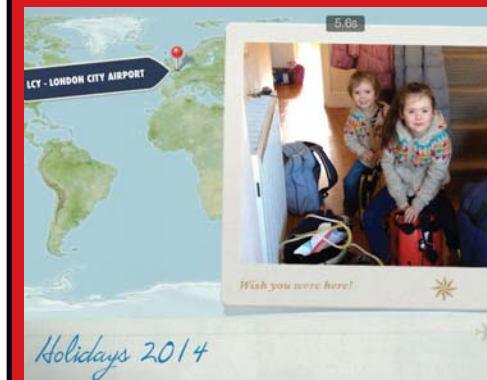 5.6s
LCY - LONDON CITY AIRPORT
Wish you were here!
Holidays 2014